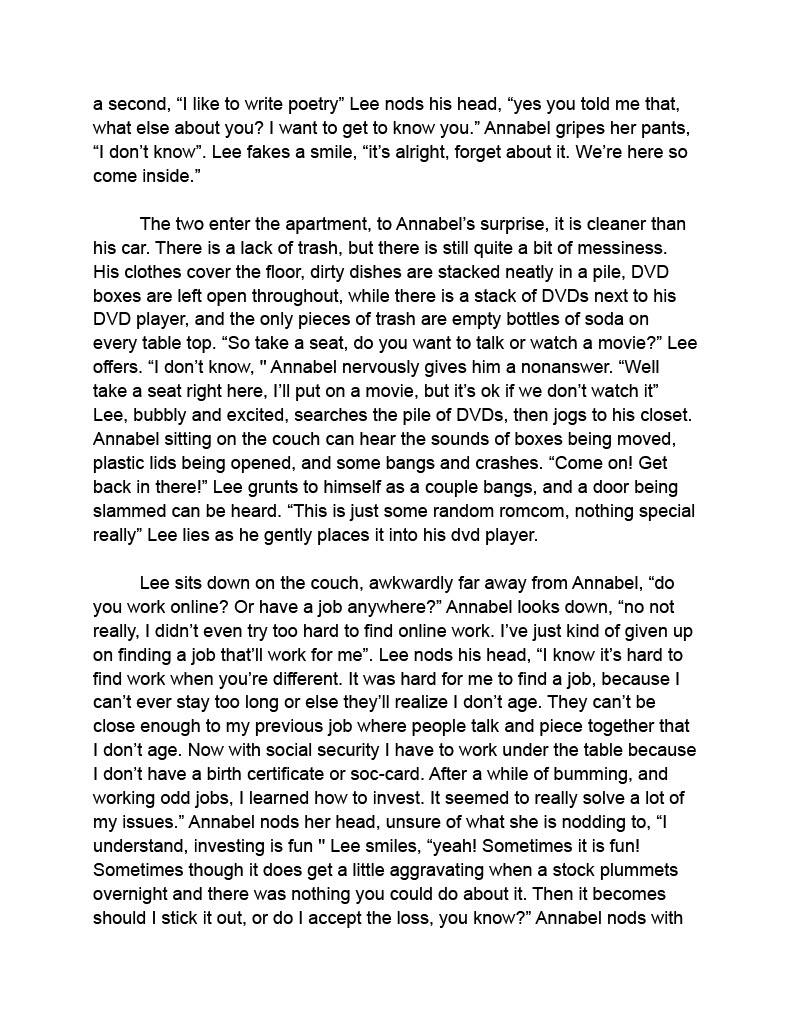 a second, “I like to write poetry” Lee nods his head, “yes you told me that,
what else about you? I want to get to know you.” Annabel gripes her pants,
“I don’t know”. Lee fakes a smile, “it’s alright, forget about it. We’re here so
come inside.”
The two enter the apartment, to Annabel’s surprise, it is cleaner than
his car. There is a lack of trash, but there is still quite a bit of messiness.
His clothes cover the floor, dirty dishes are stacked neatly in a pile, DVD
boxes are left open throughout, while there is a stack of DVDs next to his
DVD player, and the only pieces of trash are empty bottles of soda on
every table top. “So take a seat, do you want to talk or watch a movie?” Lee
offers. “I don’t know, " Annabel nervously gives him a nonanswer. “Well
take a seat right here, I’ll put on a movie, but it’s ok if we don’t watch it”
Lee, bubbly and excited, searches the pile of DVDs, then jogs to his closet.
Annabel sitting on the couch can hear the sounds of boxes being moved,
plastic lids being opened, and some bangs and crashes. “Come on! Get
back in there!” Lee grunts to himself as a couple bangs, and a door being
slammed can be heard. “This is just some random romcom, nothing special
really” Lee lies as he gently places it into his dvd player.
Lee sits down on the couch, awkwardly far away from Annabel, “do
you work online? Or have a job anywhere?” Annabel looks down, “no not
really, I didn’t even try too hard to find online work. I’ve just kind of given up
on finding a job that’ll work for me”. Lee nods his head, “I know it’s hard to
find work when you’re different. It was hard for me to find a job, because I
can’t ever stay too long or else they’ll realize I don’t age. They can’t be
close enough to my previous job where people talk and piece together that
I don’t age. Now with social security I have to work under the table because
I don’t have a birth certificate or soc-card. After a while of bumming, and
working odd jobs, I learned how to invest. It seemed to really solve a lot of
my issues.” Annabel nods her head, unsure of what she is nodding to, “I
understand, investing is fun " Lee smiles, “yeah! Sometimes it is fun!
Sometimes though it does get a little aggravating when a stock plummets
overnight and there was nothing you could do about it. Then it becomes
should I stick it out, or do I accept the loss, you know?” Annabel nods with